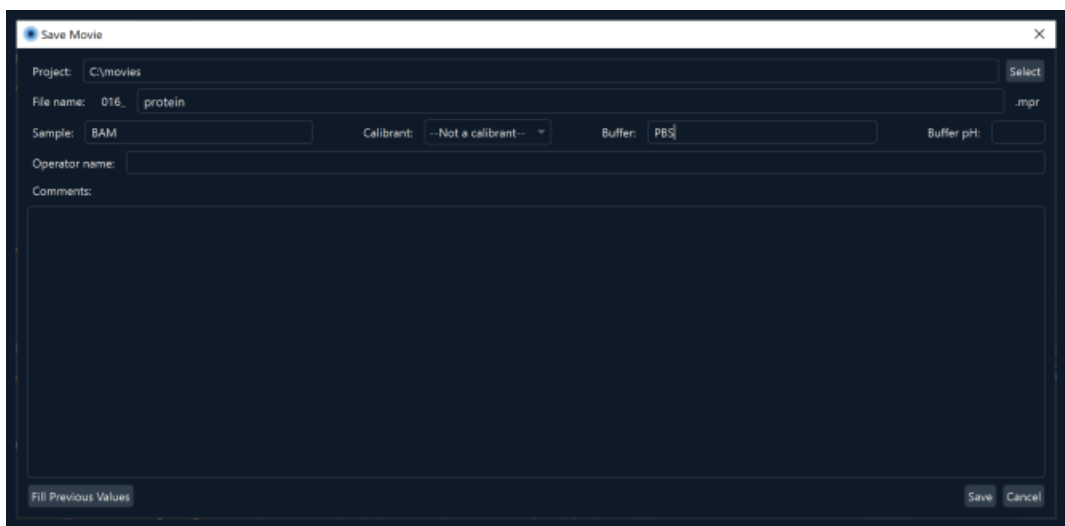 Save Movie
Project: C:\movies Select
File name: 016_ protein .mpr
Sample: BAM Calibrant: --Not a calibrant-- Buffer: PBS Buffer pH:
Operator name:
Comments:
Fill Previous Values Save Cancel